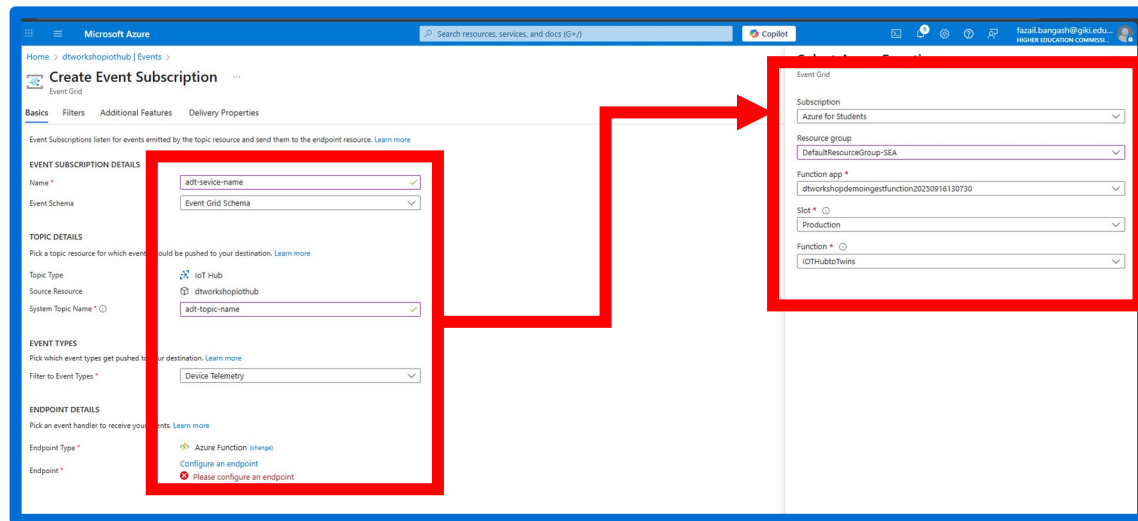 Microsoft Azure
Search resources, services, and docs (G+/)
Copilot
fazail.bangash@giki.edu...
HIGHER EDUCATION COMMISSI...
Home > dtworkshopiothub | Events >
Create Event Subscription ...
Event Grid
Basics Filters Additional Features Delivery Properties
Event Subscriptions listen for events emitted by the topic resource and send them to the endpoint resource. Learn more
EVENT SUBSCRIPTION DETAILS
Name *
adt-sevice-name
Event Schema
Event Grid Schema
TOPIC DETAILS
Pick a topic resource for which events should be pushed to your destination. Learn more
Topic Type
IoT Hub
Source Resource
dtworkshopiothub
System Topic Name *
adt-topic-name
EVENT TYPES
Pick which event types get pushed to your destination. Learn more
Filter to Event Types *
Device Telemetry
ENDPOINT DETAILS
Pick an event handler to receive your events. Learn more
Endpoint Type *
Azure Function (change)
Endpoint *
Configure an endpoint
Please configure an endpoint
Event Grid
Subscription
Azure for Students
Resource group
DefaultResourceGroup-SEA
Function app *
dtworkshopdemoingestfunction20250916130730
Slot *
Production
Function *
IOTHubtoTwins